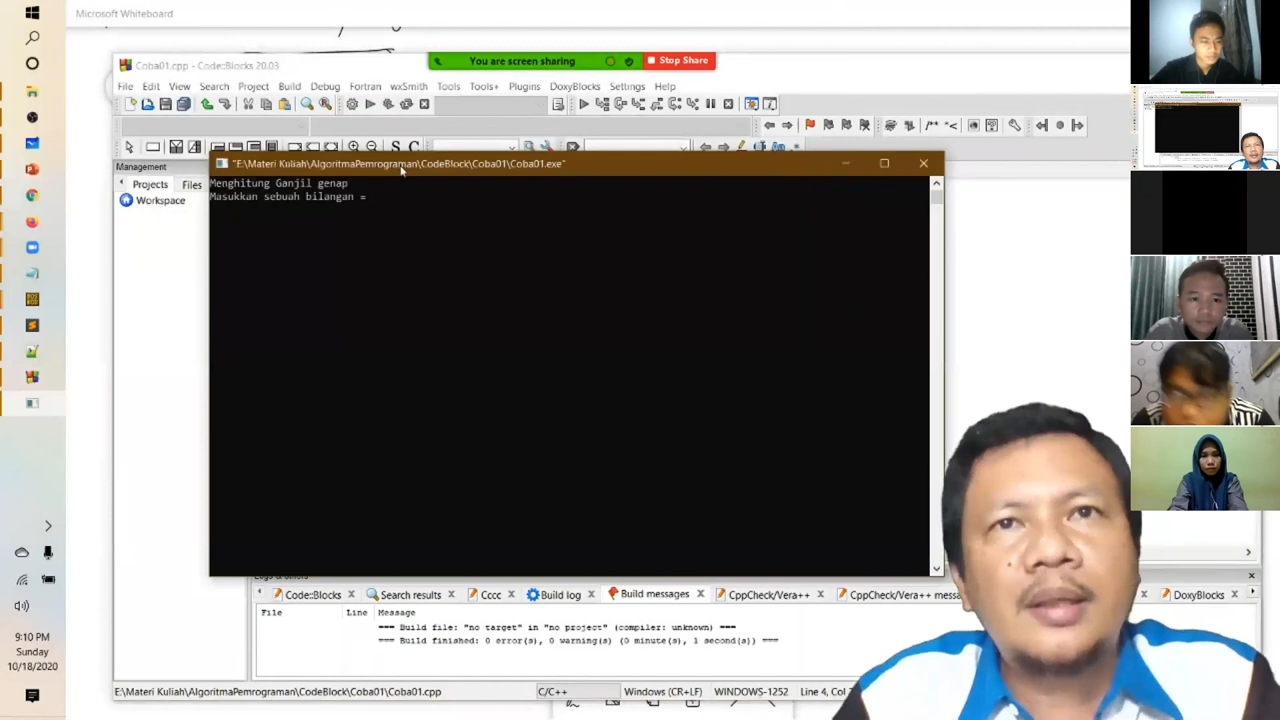 Microsoft Whiteboard
Coba01.cpp - Code::Blocks 20.03
You are screen sharing
Stop Share
File Edit View Search Project Build Debug Fortran wxSmith Tools Tools+ Plugins DoxyBlocks Settings Help
Management
Projects Files
Workspace
"E:\Materi Kuliah\AlgoritmaPemrograman\CodeBlock\Coba01\Coba01.exe"
Menghitung Ganjil genap
Masukkan sebuah bilangan =
Code::Blocks Search results Cccc Build log Build messages CppCheck/Vera++ CppCheck/Vera++ DoxyBlocks
File Line Message
=== Build file: "no target" in "no project" (compiler: unknown) ===
=== Build finished: 0 error(s), 0 warning(s) (0 minute(s), 1 second(s)) ===
E:\Materi Kuliah\AlgoritmaPemrograman\CodeBlock\Coba01\Coba01.cpp C/C++ Windows (CR+LF) WINDOWS-1252 Line 4,
9:10 PM
Sunday
10/18/2020